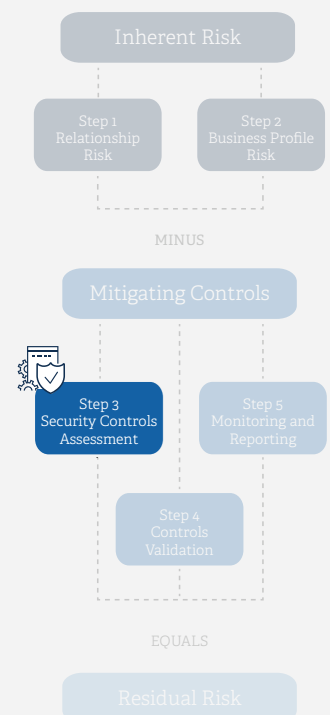 Inherent Risk
Step 1
Relationship
Risk
Step 2
Business Profile
Risk
MINUS
Mitigating Controls
Step 3
Security Controls
Assessment
Step 5
Monitoring and
Reporting
Step 4
Controls
Validation
EQUALS
Residual Risk